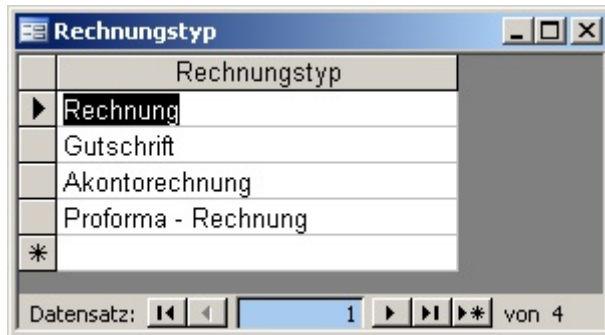 Rechnungstyp
Rechnungstyp
Rechnung
Gutschrift
Akontorechnung
Proforma - Rechnung
Datensatz: 1 von 4